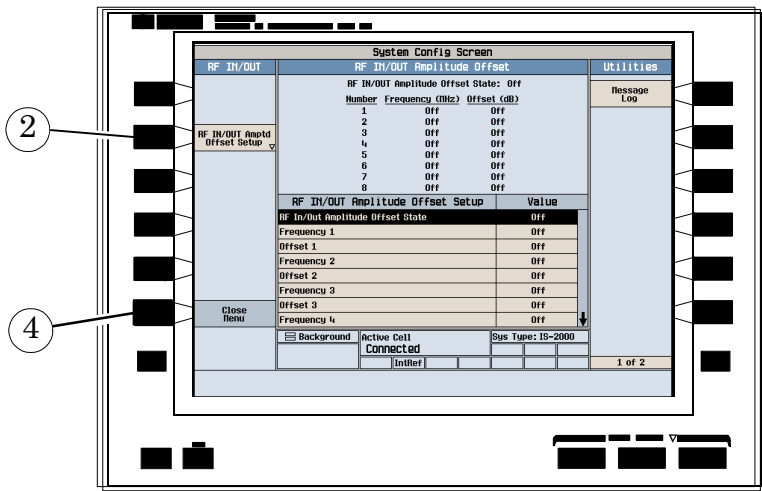 System Config Screen
RF IN/OUT
RF IN/OUT Amplitude Offset
Utilities
RF IN/OUT Amplitude Offset State: Off
Number Frequency (MHz) Offset (dB)
1 Off Off
2 Off Off
3 Off Off
4 Off Off
5 Off Off
6 Off Off
7 Off Off
8 Off Off
Message
Log
2
RF IN/OUT Amptd
Offset Setup
RF IN/OUT Amplitude Offset Setup Value
RF In/Out Amplitude Offset State Off
Frequency 1 Off
Offset 1 Off
Frequency 2 Off
Offset 2 Off
Frequency 3 Off
Offset 3 Off
Frequency 4 Off
4
Close
Menu
Background
Active Cell
Connected
Sys Type: IS-2000
IntRef
1 of 2